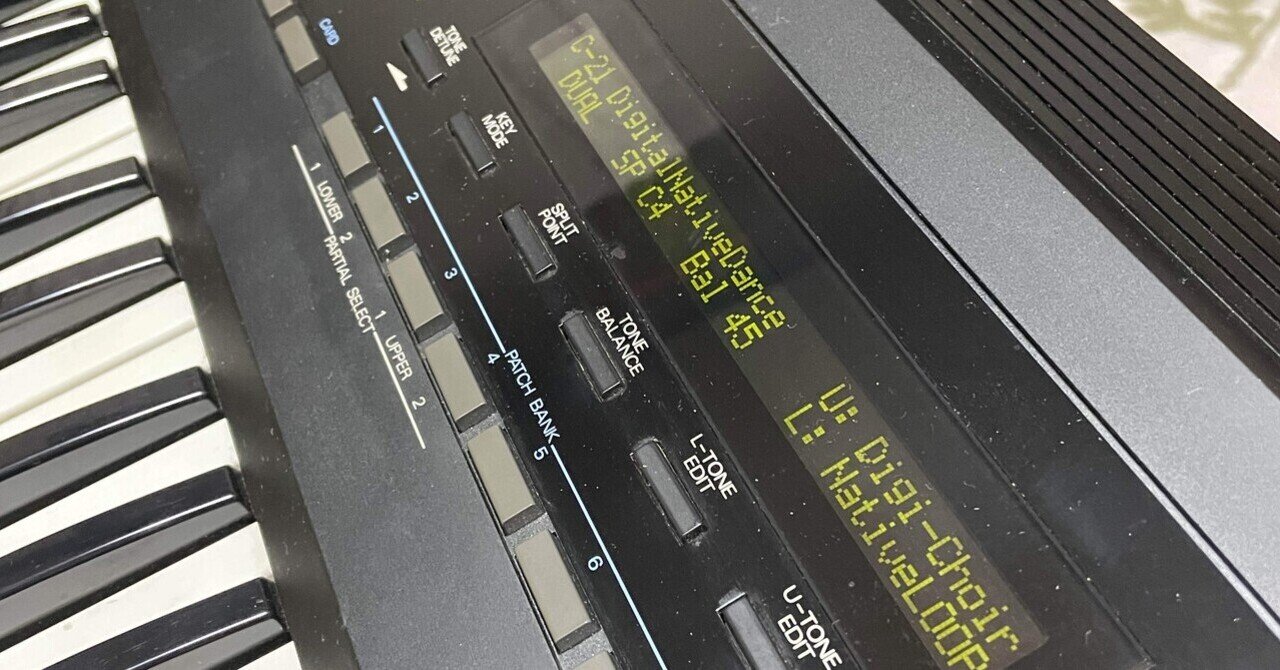 C-21 DigitalNativeDance U: Digi-Choir
DUAL SP C4 Bal 45 L: NativeLOOP
CARD
TONE
DETUNE
KEY
MODE
SPLIT
POINT
TONE
BALANCE
L-TONE
EDIT
U-TONE
EDIT
1 2 3 4 PATCH BANK 5 6
1 LOWER 2 PARTIAL SELECT 1 UPPER 2